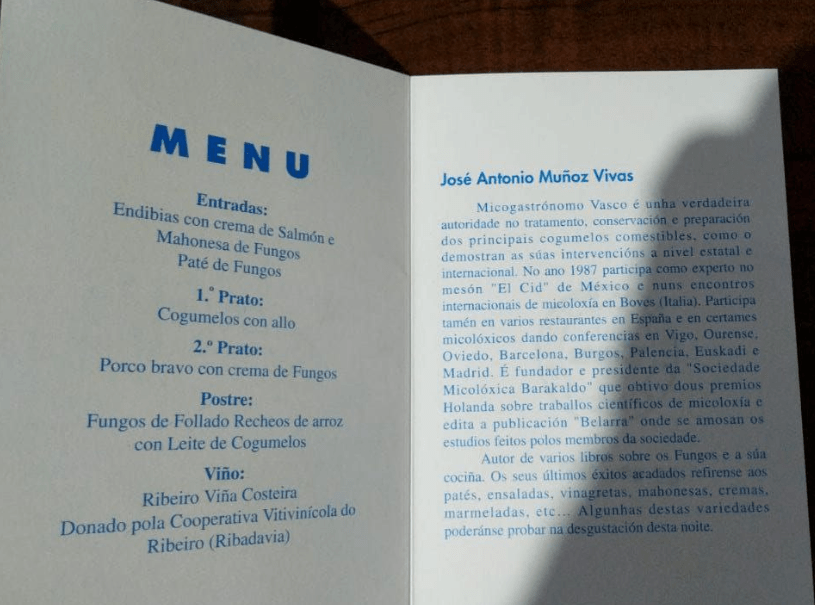 MENU
Entradas:
Endibias con crema de Salmón e
Mahonesa de Fungos
Paté de Fungos
1.º Prato:
Cogumelos con allo
2.º Prato:
Porco bravo con crema de Fungos
Postre:
Fungos de Follado Recheos de arroz
con Leite de Cogumelos
Viño:
Ribeiro Viña Costeira
Donado pola Cooperativa Vitivinícola do
Ribeiro (Ribadavia)
José Antonio Muñoz Vivas
Micogastrónomo Vasco é unha verdadeira
autoridade no tratamento, conservación e preparación
dos principais cogumelos comestibles, como o
demostran as súas intervencións a nivel estatal e
internacional. No ano 1987 participa como experto no
mesón "El Cid" de México e nuns encontros
internacionais de micoloxía en Boves (Italia). Participa
tamén en varios restaurantes en España e en certames
micolóxicos dando conferencias en Vigo, Ourense,
Oviedo, Barcelona, Burgos, Palencia, Euskadi e
Madrid. É fundador e presidente da "Sociedade
Micolóxica Barakaldo" que obtivo dous premios
Holanda sobre traballos científicos de micoloxía e
edita a publicación "Belarra" onde se amosan os
estudios feitos polos membros da sociedade.
Autor de varios libros sobre os Fungos e a súa
cociña. Os seus últimos éxitos acadados refirense aos
patés, ensaladas, vinagretas, mahonesas, cremas,
marmeladas, etc... Algunhas destas variedades
poderánse probar na desgustación desta noite.